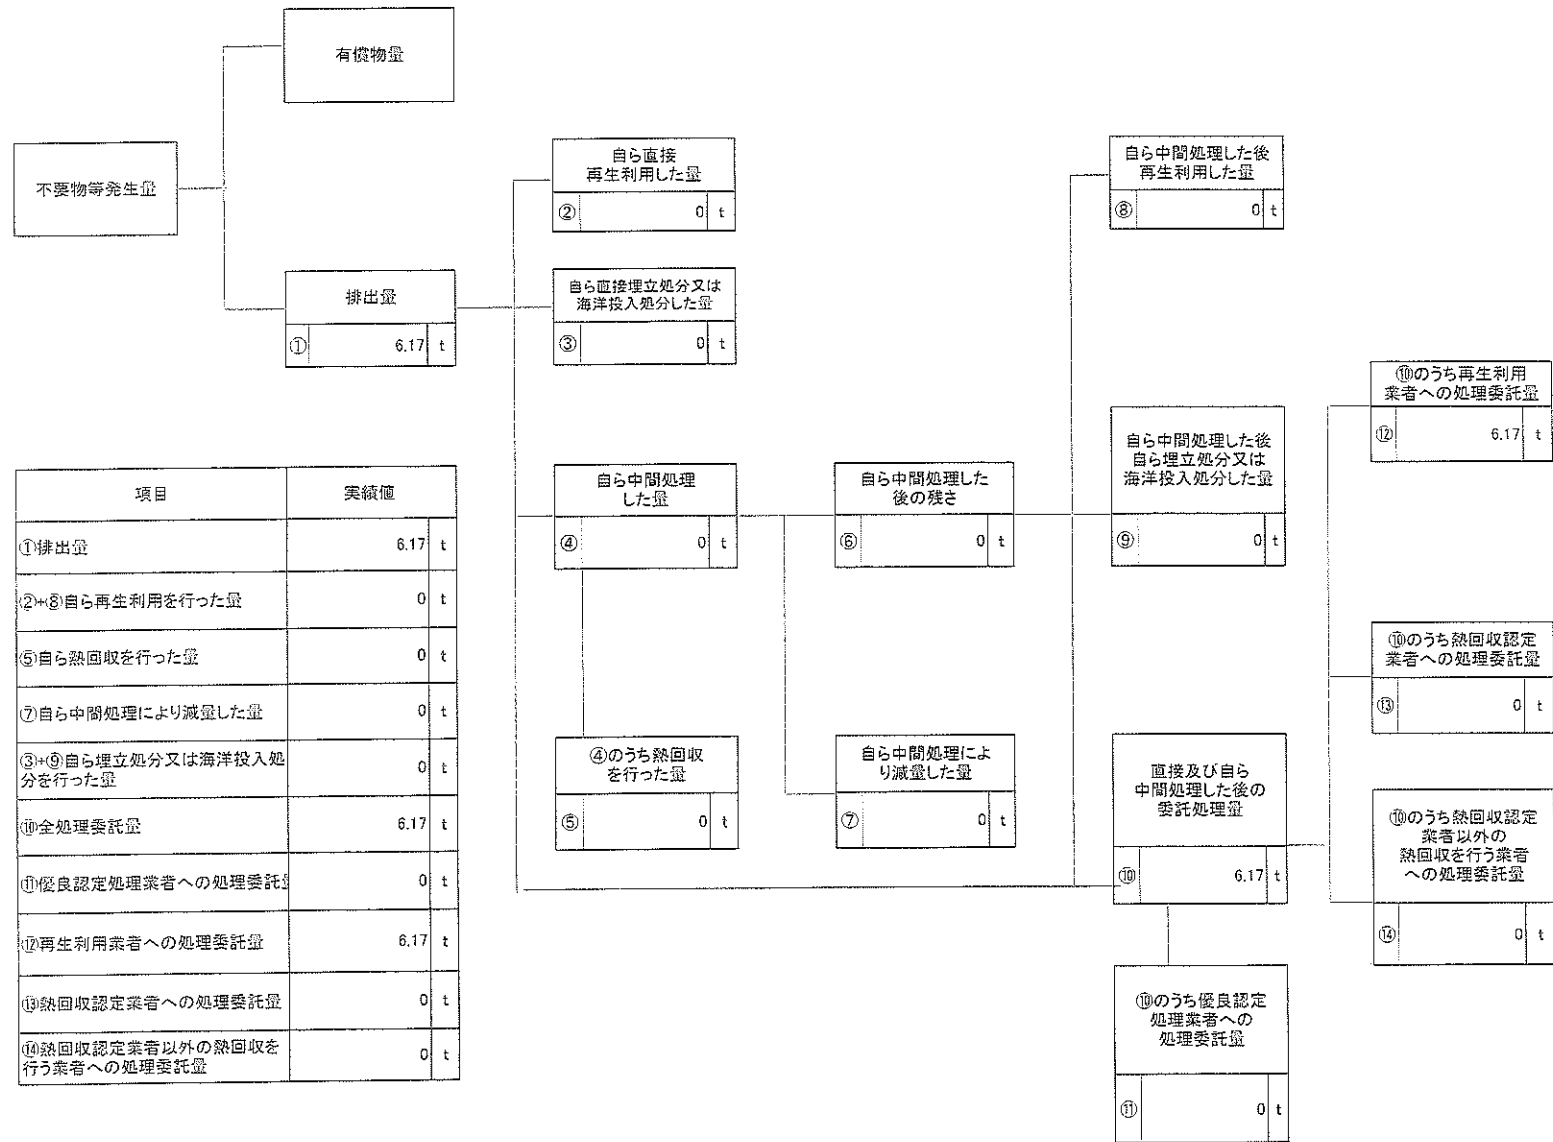 有償物量
不要物等発生量
排出量
① 6.17 t
自ら直接
再生利用した量
② 0 t
自ら直接埋立処分又は
海洋投入処分した量
③ 0 t
自ら中間処理
した量
④ 0 t
④のうち熱回収
を行った量
⑤ 0 t
自ら中間処理した
後の残さ
⑥ 0 t
自ら中間処理によ
り減量した量
⑦ 0 t
自ら中間処理した後
再生利用した量
⑧ 0 t
自ら中間処理した後
自ら埋立処分又は
海洋投入処分した量
⑨ 0 t
直接及び自ら
中間処理した後の
委託処理量
⑩ 6.17 t
⑩のうち優良認定
処理業者への
処理委託量
⑪ 0 t
⑩のうち再生利用
業者への処理委託量
⑫ 6.17 t
⑩のうち熱回収認定
業者への処理委託量
⑬ 0 t
⑩のうち熱回収認定
業者以外の
熱回収を行う業者
への処理委託量
⑭ 0 t
項目 実績値
①排出量 6.17 t
②+⑧自ら再生利用を行った量 0 t
⑤自ら熱回収を行った量 0 t
⑦自ら中間処理により減量した量 0 t
③+⑨自ら埋立処分又は海洋投入処
分を行った量 0 t
⑩全処理委託量 6.17 t
⑪優良認定処理業者への処理委託 0 t
⑫再生利用業者への処理委託量 6.17 t
⑬熱回収認定業者への処理委託量 0 t
⑭熱回収認定業者以外の熱回収を
行う業者への処理委託量 0 t